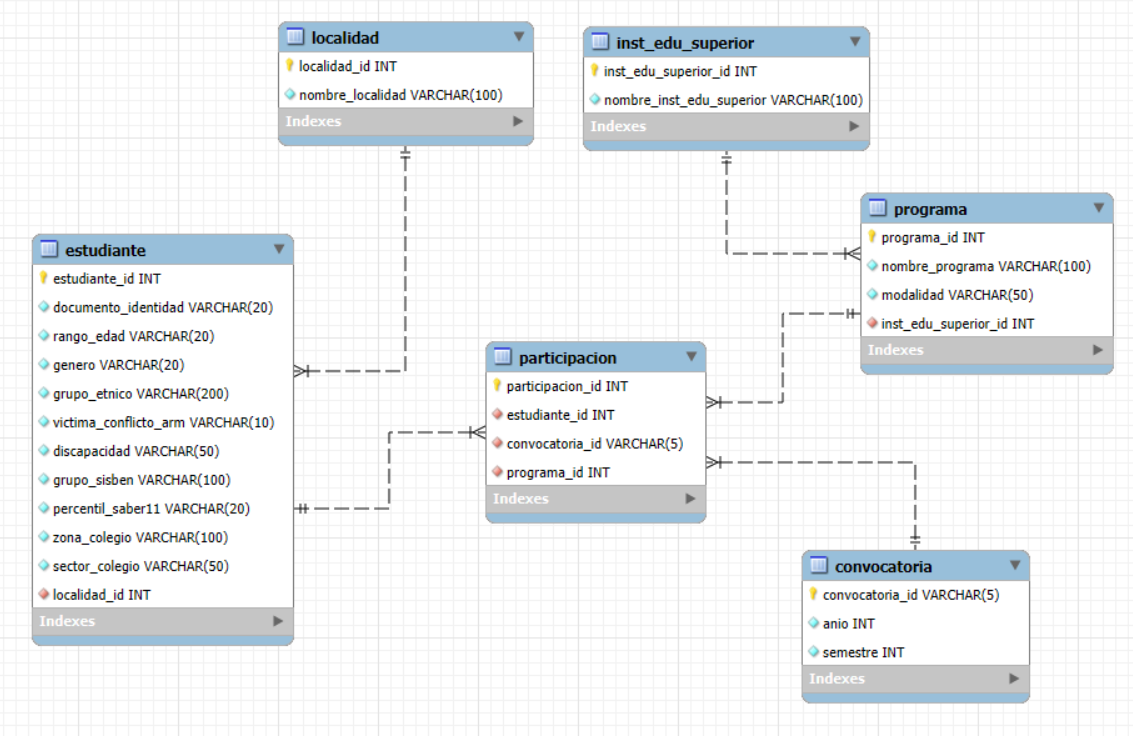 localidad
localidad_id INT
nombre_localidad VARCHAR(100)
Indexes
inst_edu_superior
inst_edu_superior_id INT
nombre_inst_edu_superior VARCHAR(100)
Indexes
programa
programa_id INT
nombre_programa VARCHAR(100)
modalidad VARCHAR(50)
inst_edu_superior_id INT
Indexes
estudiante
estudiante_id INT
documento_identidad VARCHAR(20)
rango_edad VARCHAR(20)
genero VARCHAR(20)
grupo_etnico VARCHAR(200)
victima_conflicto_arm VARCHAR(10)
discapacidad VARCHAR(50)
grupo_sisben VARCHAR(100)
percentil_saber11 VARCHAR(20)
zona_colegio VARCHAR(100)
sector_colegio VARCHAR(50)
localidad_id INT
Indexes
participacion
participacion_id INT
estudiante_id INT
convocatoria_id VARCHAR(5)
programa_id INT
Indexes
convocatoria
convocatoria_id VARCHAR(5)
anio INT
semestre INT
Indexes